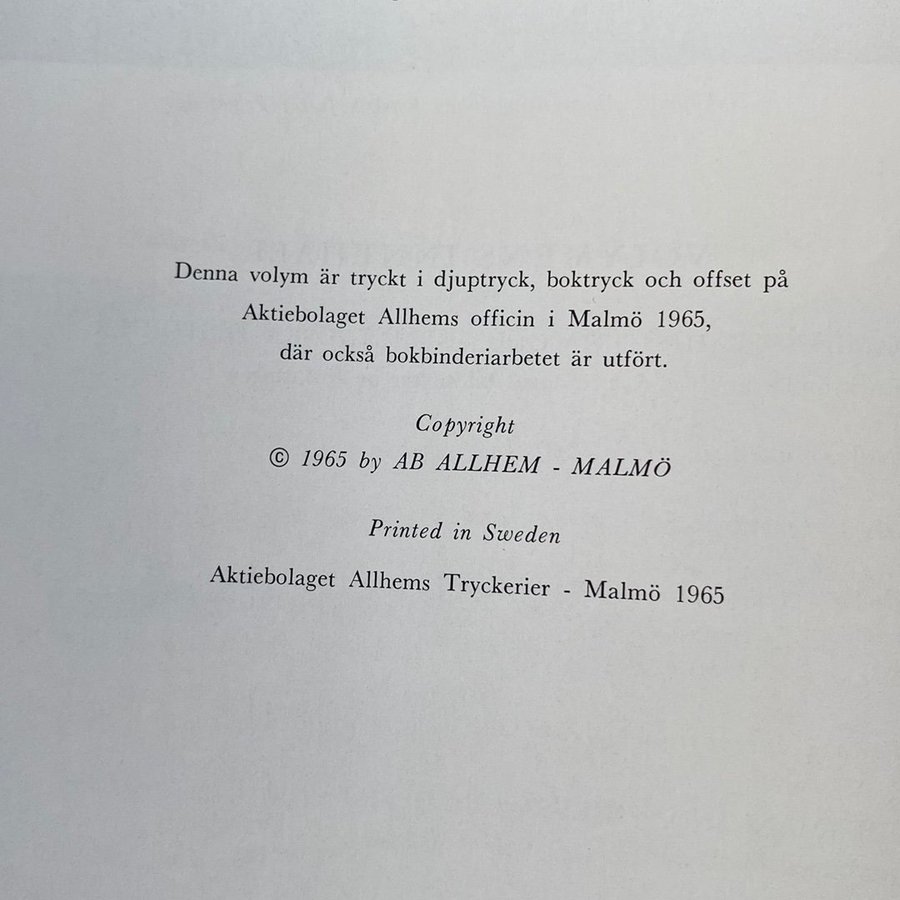 Denna volym är tryckt i djuptryck, boktryck och offset på
Aktiebolaget Allhems officin i Malmö 1965,
där också bokbinderiarbetet är utfört.
Copyright
© 1965 by AB ALLHEM - MALMÖ
Printed in Sweden
Aktiebolaget Allhems Tryckerier - Malmö 1965